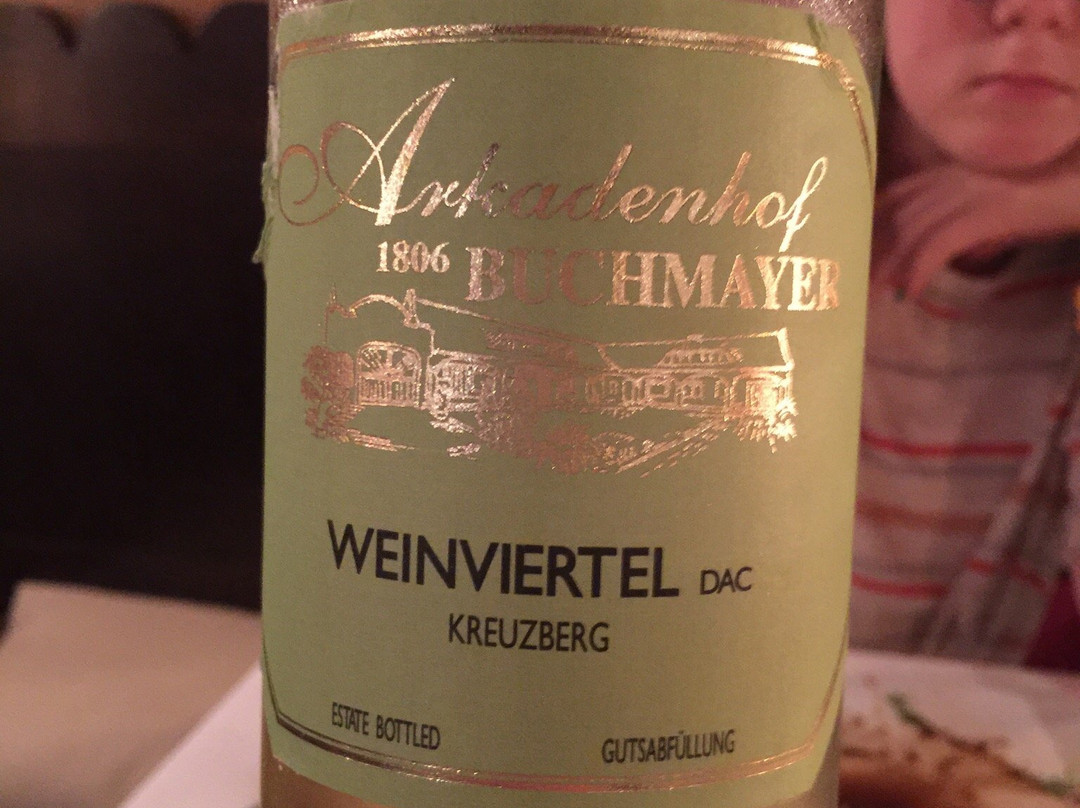 Arkadenhof
1806 BUCHMAYER
WEINVIERTEL DAC
KREUZBERG
ESTATE BOTTLED
GUTSABFÜLLUNG